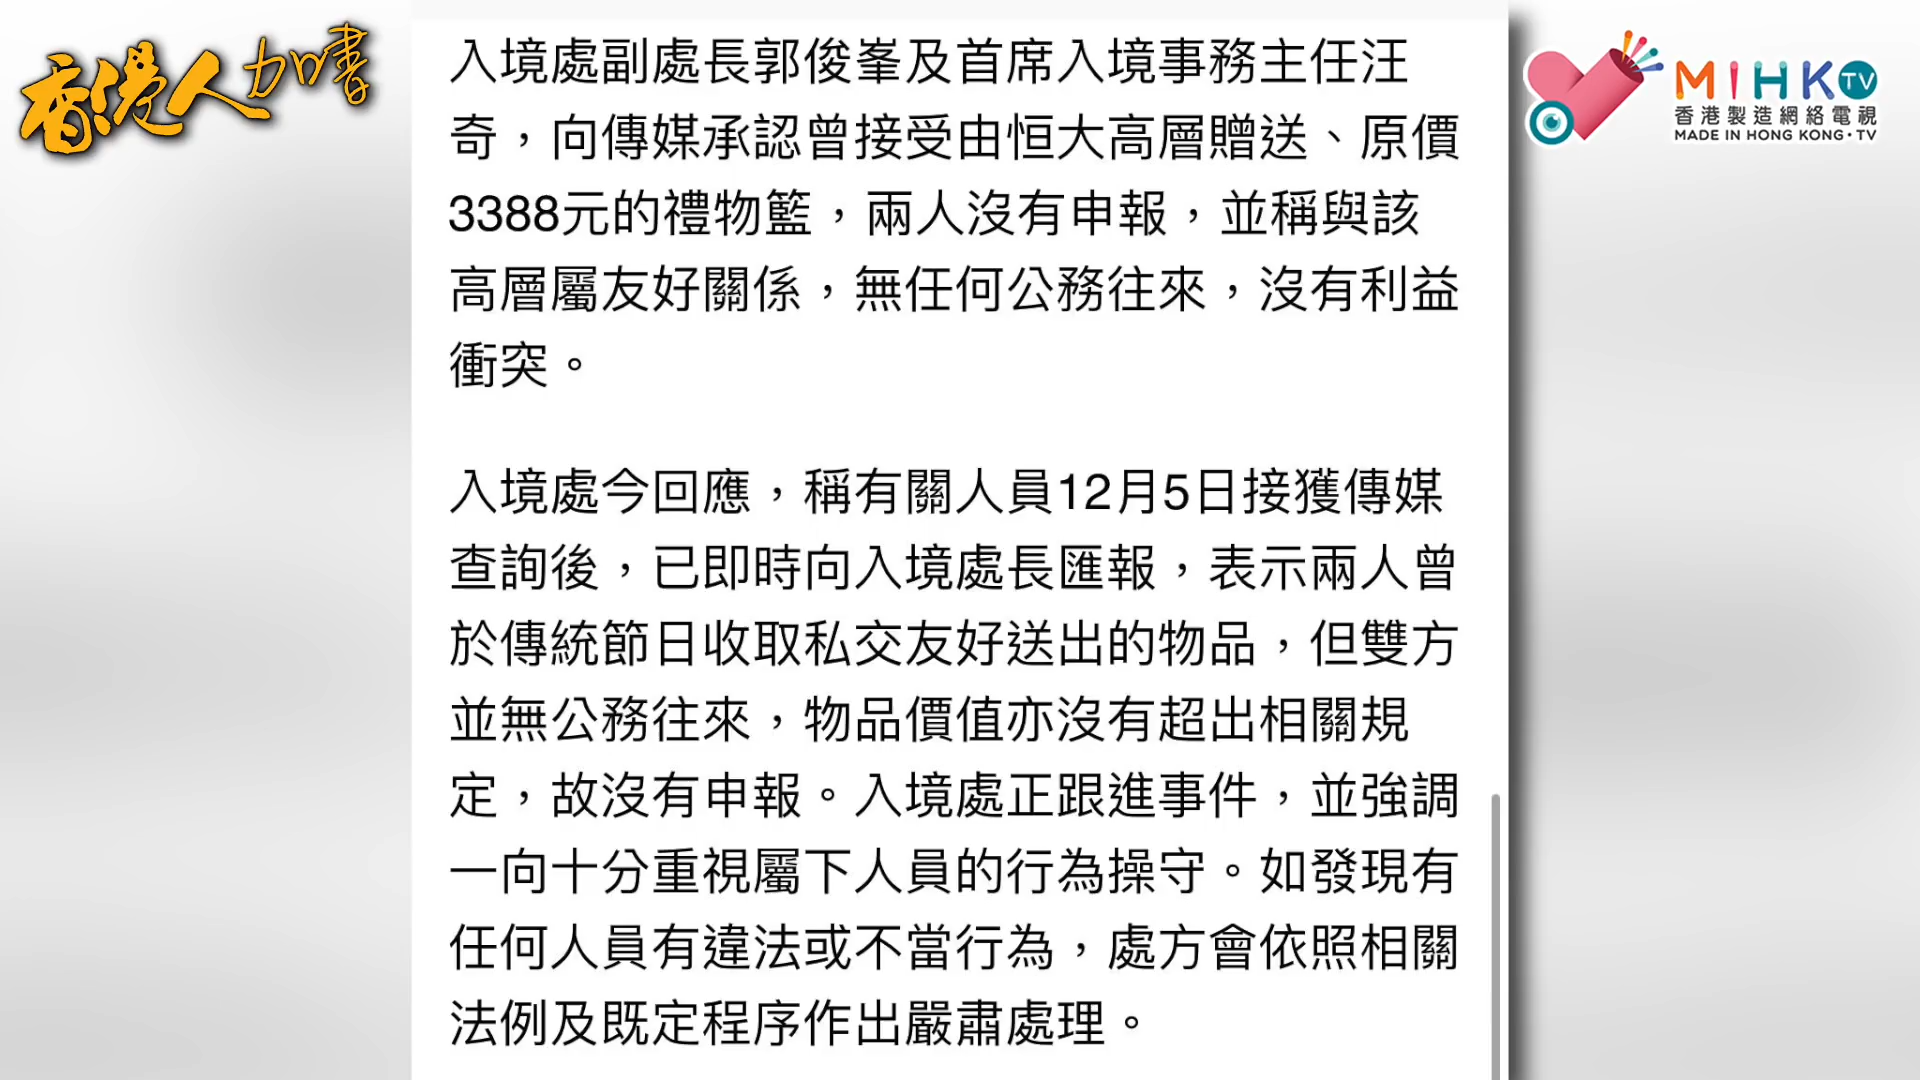 香港人加書
MIHK TV
香港製造網絡電視
MADE IN HONG KONG·TV
入境處副處長郭俊峯及首席入境事務主任汪
奇，向傳媒承認曾接受由恒大高層贈送、原價
3388元的禮物籃，兩人沒有申報，並稱與該
高層屬友好關係，無任何公務往來，沒有利益
衝突。
入境處今回應，稱有關人員12月5日接獲傳媒
查詢後，已即時向入境處長匯報，表示兩人曾
於傳統節日收取私交友好送出的物品，但雙方
並無公務往來，物品價值亦沒有超出相關規
定，故沒有申報。入境處正跟進事件，並強調
一向十分重視屬下人員的行為操守。如發現有
任何人員有違法或不當行為，處方會依照相關
法例及既定程序作出嚴肅處理。